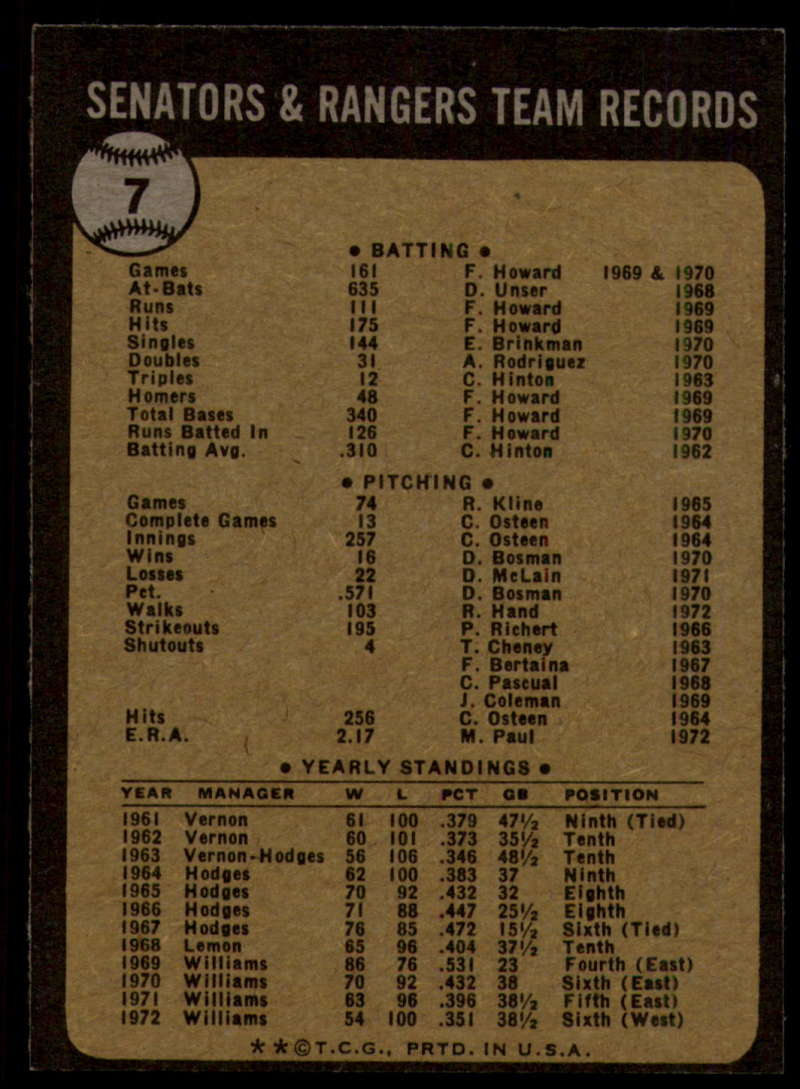 SENATORS & RANGERS TEAM RECORDS
7
• BATTING •
Games 161 F. Howard 1969 & 1970
At-Bats 635 D. Unser 1968
Runs 111 F. Howard 1969
Hits 175 F. Howard 1969
Singles 144 E. Brinkman 1970
Doubles 31 A. Rodriguez 1970
Triples 12 C. Hinton 1963
Homers 48 F. Howard 1969
Total Bases 340 F. Howard 1969
Runs Batted In 126 F. Howard 1970
Batting Avg. .310 C. Hinton 1962
• PITCHING •
Games 74 R. Kline 1965
Complete Games 13 C. Osteen 1964
Innings 257 C. Osteen 1964
Wins 16 D. Bosman 1970
Losses 22 D. McLain 1971
Pct. .571 D. Bosman 1970
Walks 103 R. Hand 1972
Strikeouts 195 P. Richert 1966
Shutouts 4 T. Cheney 1963
F. Bertaina 1967
C. Pascual 1968
J. Coleman 1969
Hits 256 C. Osteen 1964
E.R.A. 2.17 M. Paul 1972
• YEARLY STANDINGS •
YEAR MANAGER W L PCT GB POSITION
1961 Vernon 61 100 .379 47½ Ninth (Tied)
1962 Vernon 60 101 .373 35½ Tenth
1963 Vernon-Hodges 56 106 .346 48½ Tenth
1964 Hodges 62 100 .383 37 Ninth
1965 Hodges 70 92 .432 32 Eighth
1966 Hodges 71 88 .447 25½ Eighth
1967 Hodges 76 85 .472 15½ Sixth (Tied)
1968 Lemon 65 96 .404 37½ Tenth
1969 Williams 86 76 .531 23 Fourth (East)
1970 Williams 70 92 .432 38 Sixth (East)
1971 Williams 63 96 .396 38½ Fifth (East)
1972 Williams 54 100 .351 38½ Sixth (West)
**©T.C.G., PRTD. IN U.S.A.